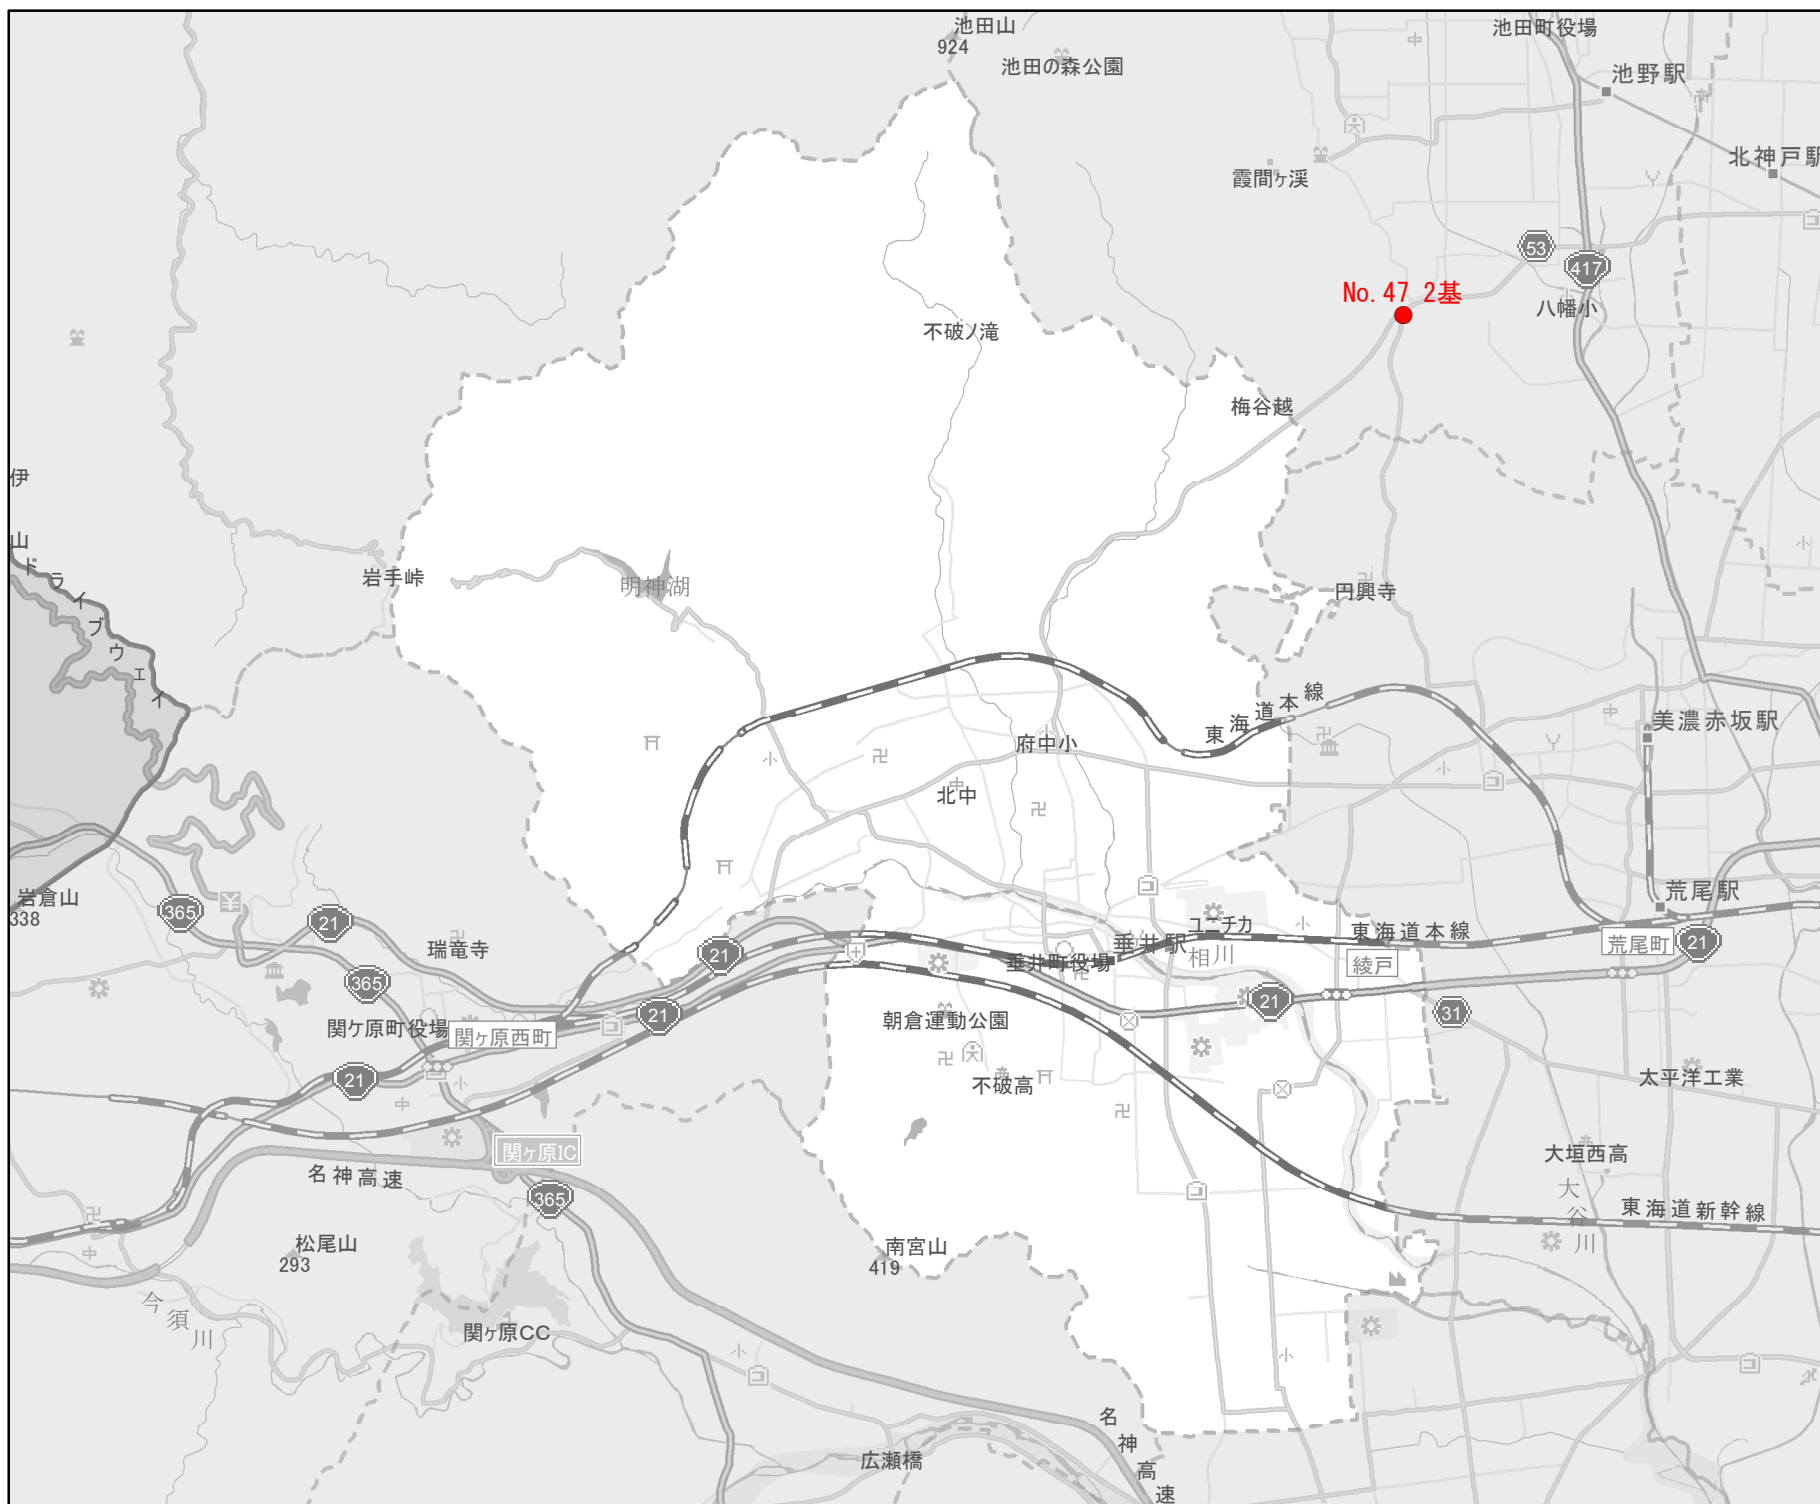 池田山
924
池田の森公園
池田町役場
池野駅
北神戸駅
霞間ヶ渓
53
417
No. 47 2基
八幡小
不破ノ滝
梅谷越
伊
山
ドライブウェイ
岩手峠
明神湖
円興寺
東海道本線
美濃赤坂駅
府中小
北中
岩倉山
338
365
21
瑞竜寺
365
21
ユニチカ
垂井駅
相川
垂井町役場
東海道本線
綾戸
荒尾駅
荒尾町
21
21
31
21
朝倉運動公園
関ケ原町役場
関ヶ原西町
21
不破高
太平洋工業
関ヶ原IC
名神高速
365
大垣西高
大谷川
東海道新幹線
松尾山
293
南宮山
419
今須川
関ヶ原CC
広瀬橋
名神高速